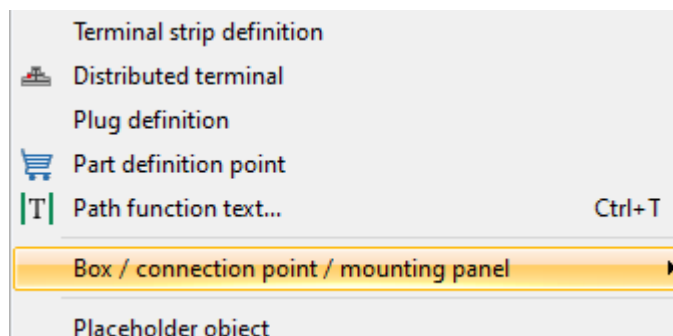 Terminal strip definition
Distributed terminal
Plug definition
Part definition point
T Path function text... Ctrl+T
Box / connection point / mounting panel
Placeholder object